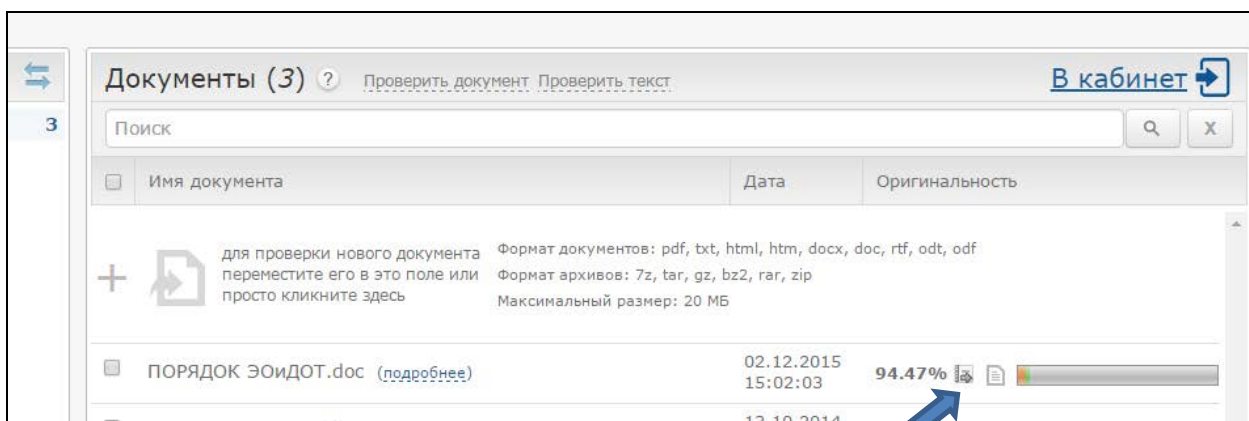 Документы (3) ? Проверить документ Проверить текст В кабинет
3
Поиск X
Имя документа Дата Оригинальность
для проверки нового документа
переместите его в это поле или
просто кликните здесь
Формат документов: pdf, txt, html, htm, docx, doc, rtf, odt, odf
Формат архивов: 7z, tar, gz, bz2, rar, zip
Максимальный размер: 20 МБ
ПОРЯДОК ЭОиДОТ.doc (подробнее) 02.12.2015
15:02:03 94.47%